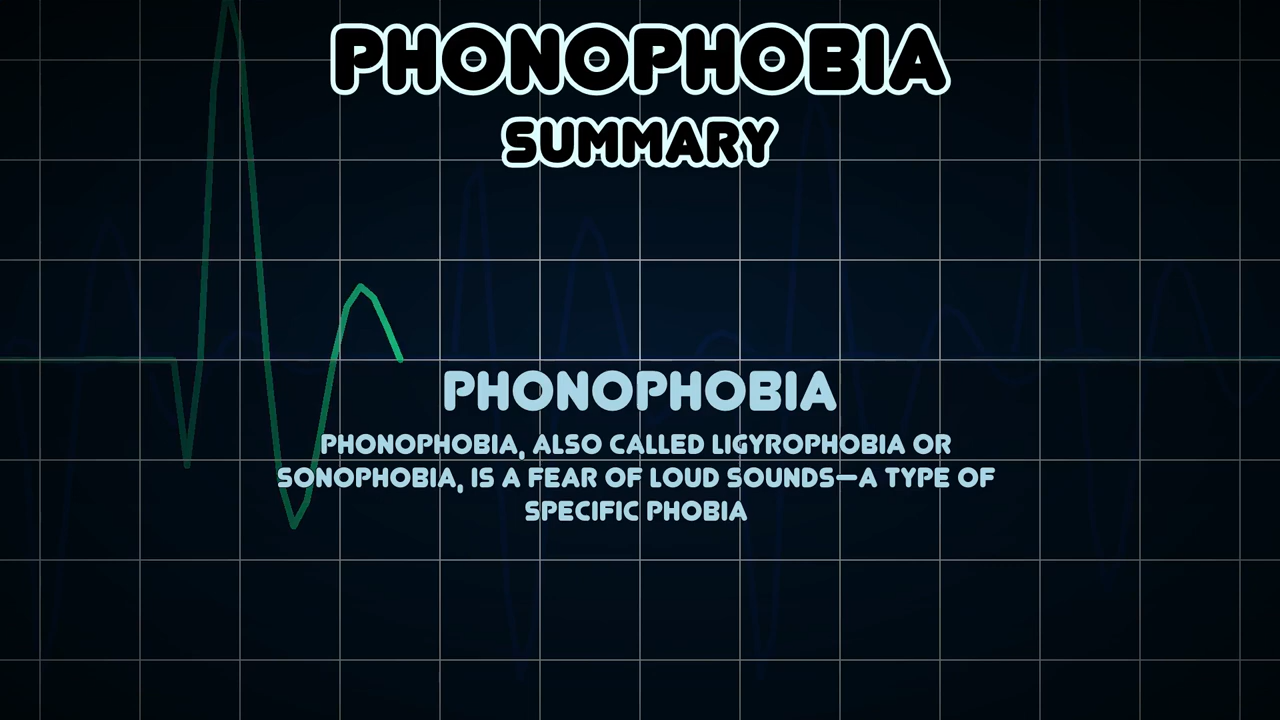 PHONOPHOBIA
SUMMARY
PHONOPHOBIA
PHONOPHOBIA, ALSO CALLED LIGYROPHOBIA OR
SONOPHOBIA, IS A FEAR OF LOUD SOUNDS—A TYPE OF
SPECIFIC PHOBIA